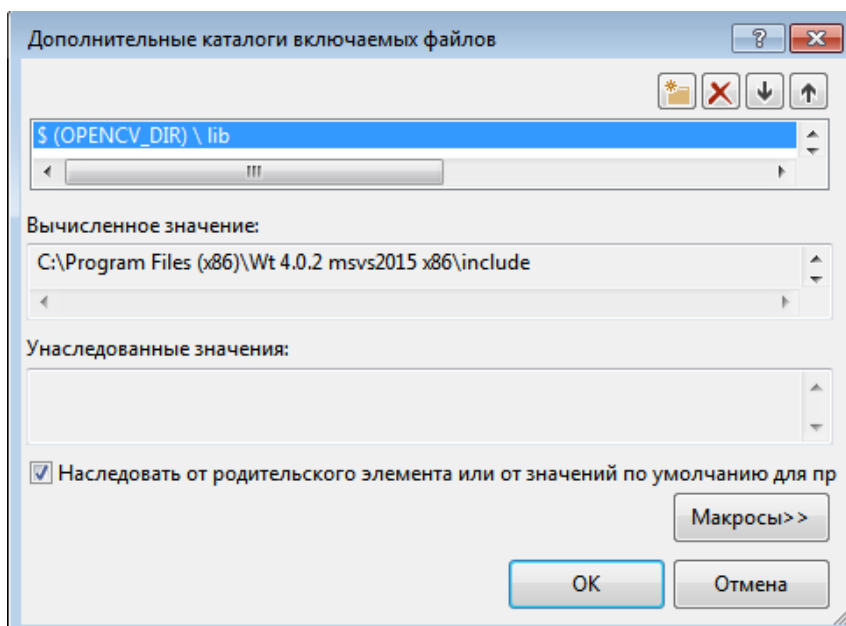 Дополнительные каталоги включаемых файлов
$ (OPENCV_DIR) \ lib
Вычисленное значение:
C:\Program Files (x86)\Wt 4.0.2 msvs2015 x86\include
Унаследованные значения:
Наследовать от родительского элемента или от значений по умолчанию для пр
Макросы>>
ОК
Отмена